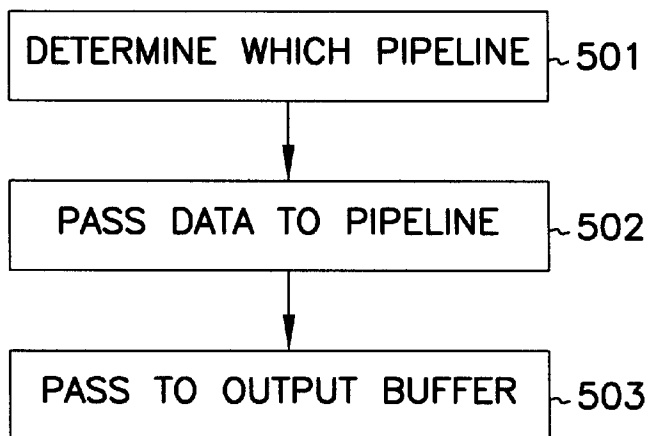 DETERMINE WHICH PIPELINE 501
PASS DATA TO PIPELINE 502
PASS TO OUTPUT BUFFER 503